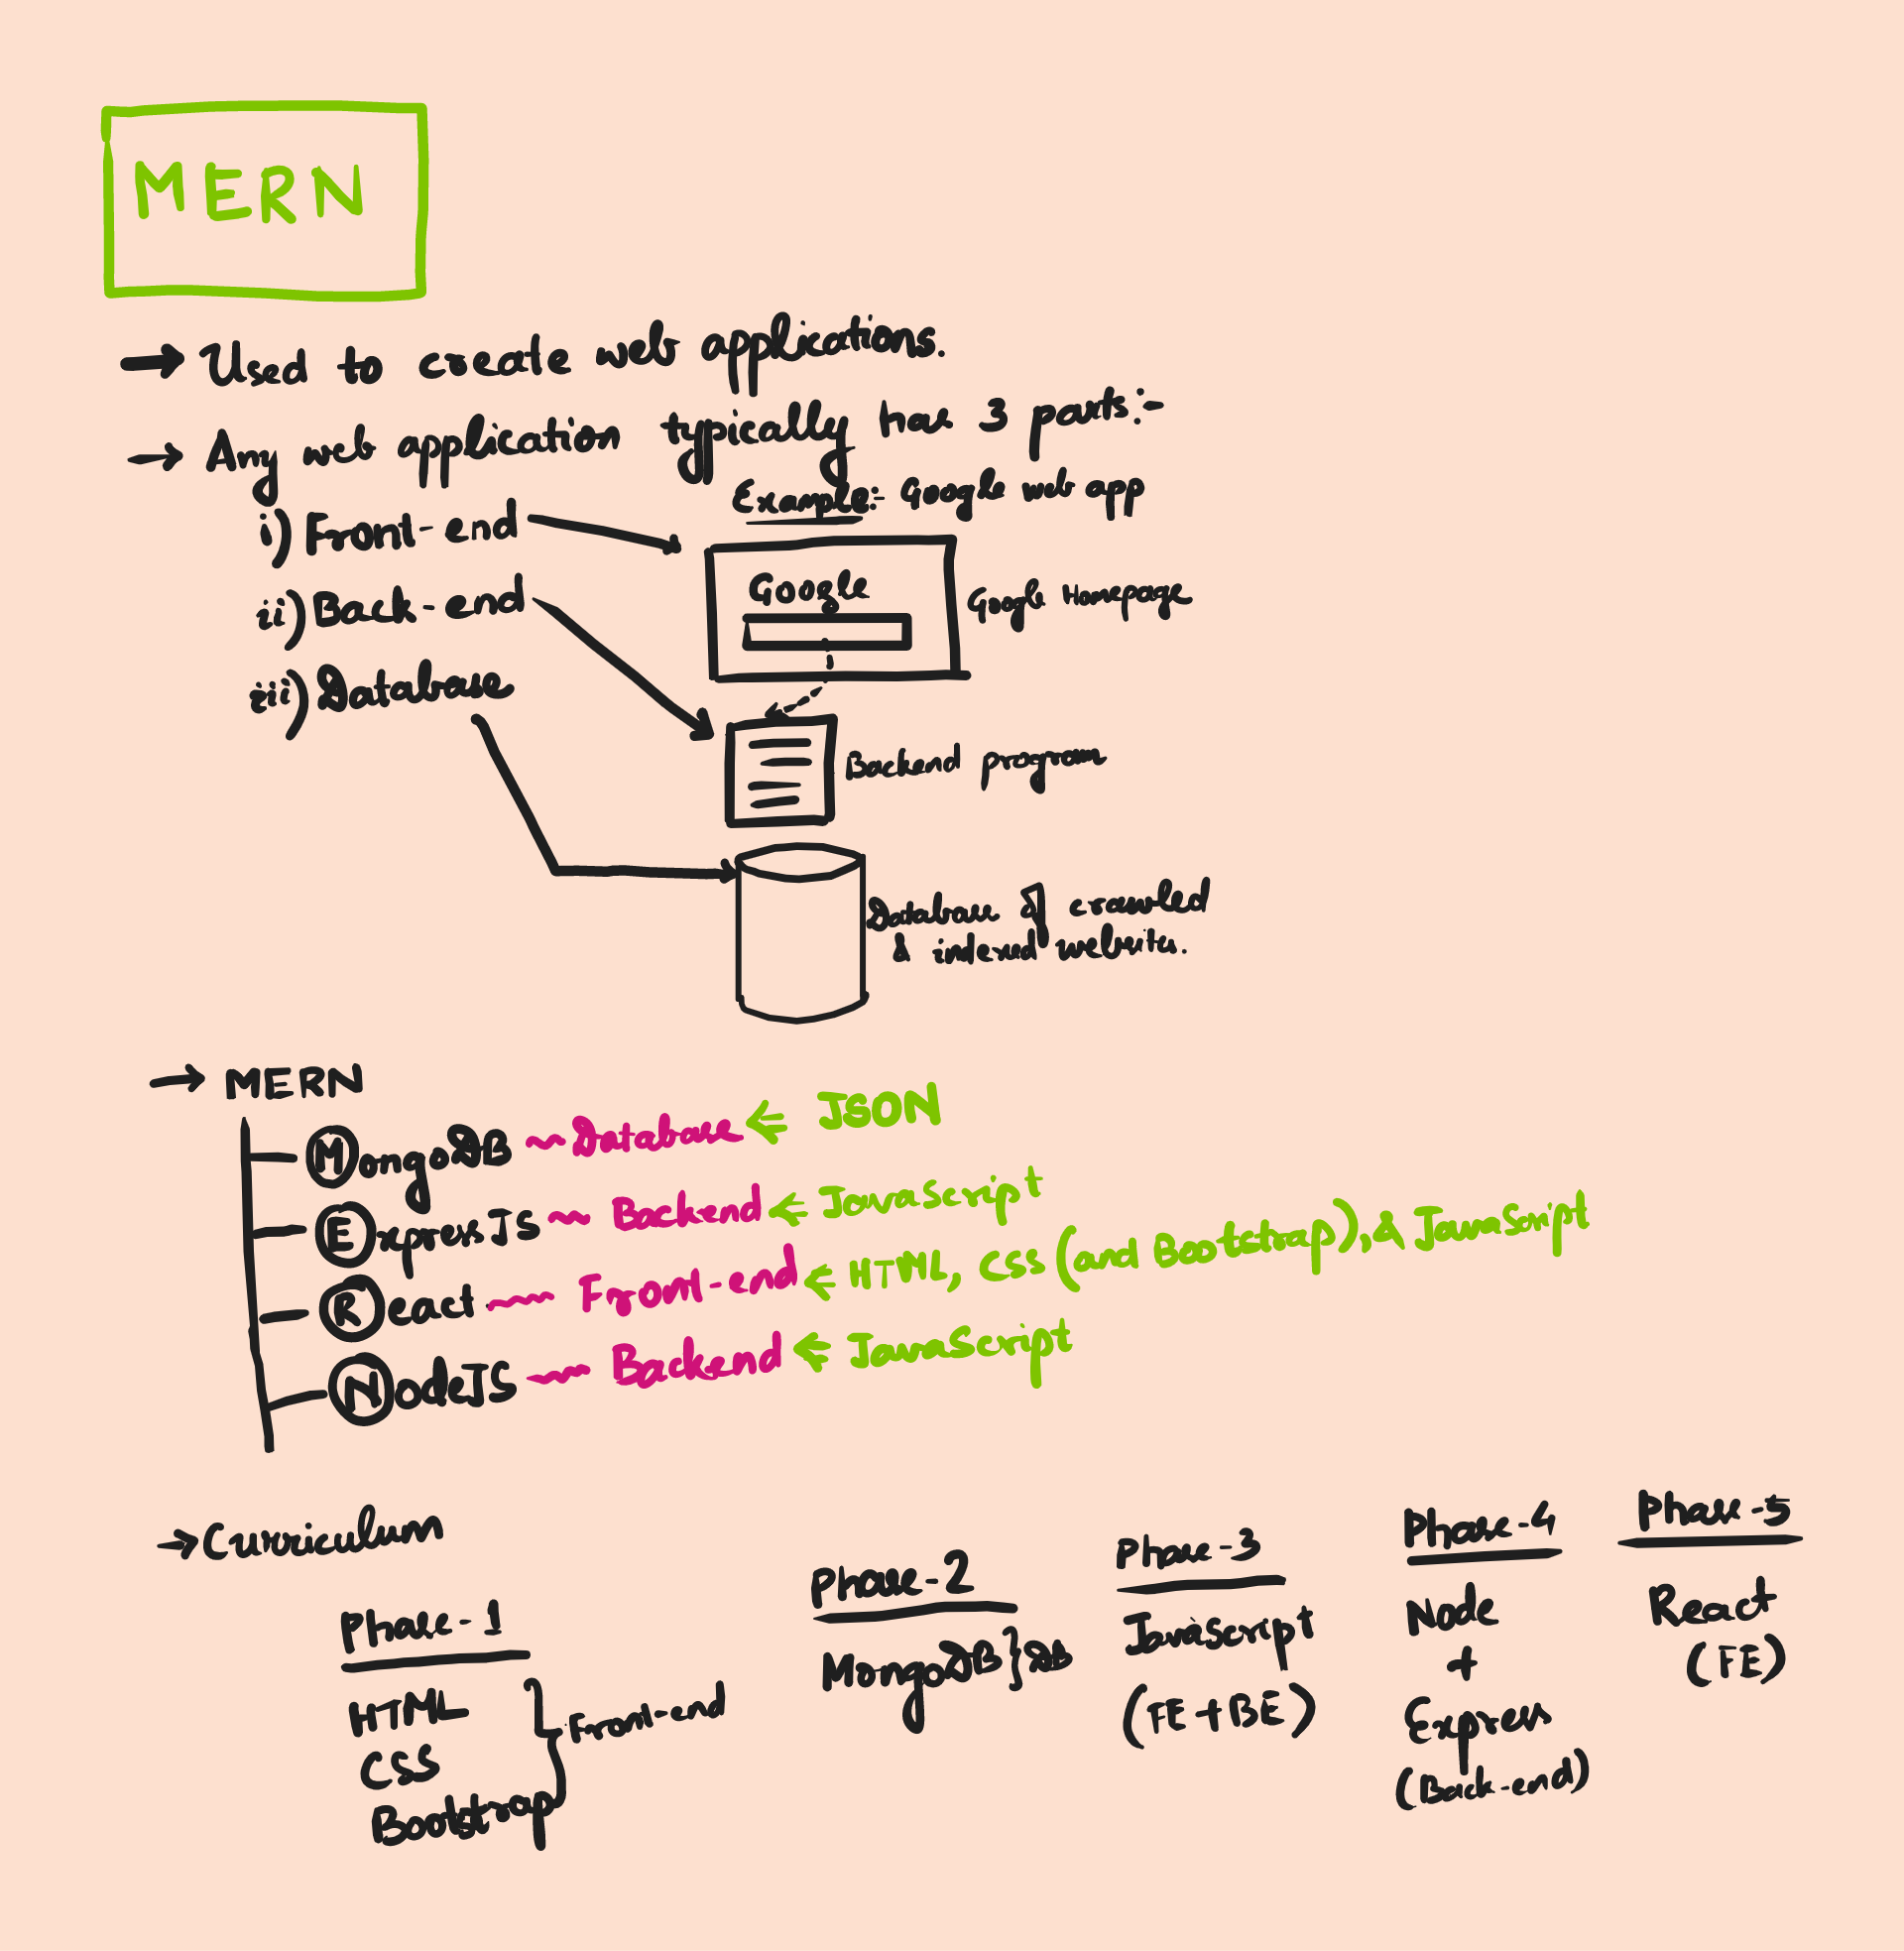 MERN
→ Used to create web applications.
→ Any web application typically has 3 parts:-
Example:- Google web app
i) Front-end
Google
Google Homepage
ii) Back-end
iii) Database
Backend program
Database of crawled
& indexed websites.
→ MERN
MongoDB ~ Database ← JSON
ExpressJS ~ Backend ← Javascript
React ~ Front-end ← HTML, CSS (and Bootstrap), & JavaScript
NodeJS ~ Backend ← JavaScript
→ Curriculum
Phase-1
HTML
CSS
Bootstrap
} Front-end
Phase-2
MongoDB } DB
Phase-3
Javascript
(FE+BE)
Phase-4
Node
+
Express
(Back-end)
Phase-5
React
(FE)